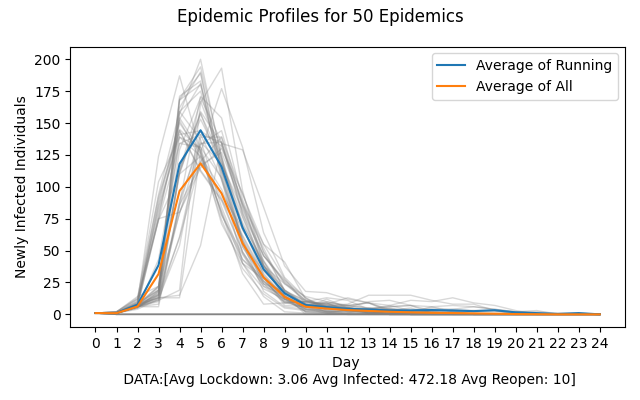 Epidemic Profiles for 50 Epidemics
Average of Running
Average of All
Newly Infected Individuals
200
175
150
125
100
75
50
25
0
0 1 2 3 4 5 6 7 8 9 10 11 12 13 14 15 16 17 18 19 20 21 22 23 24
Day
DATA:[Avg Lockdown: 3.06 Avg Infected: 472.18 Avg Reopen: 10]